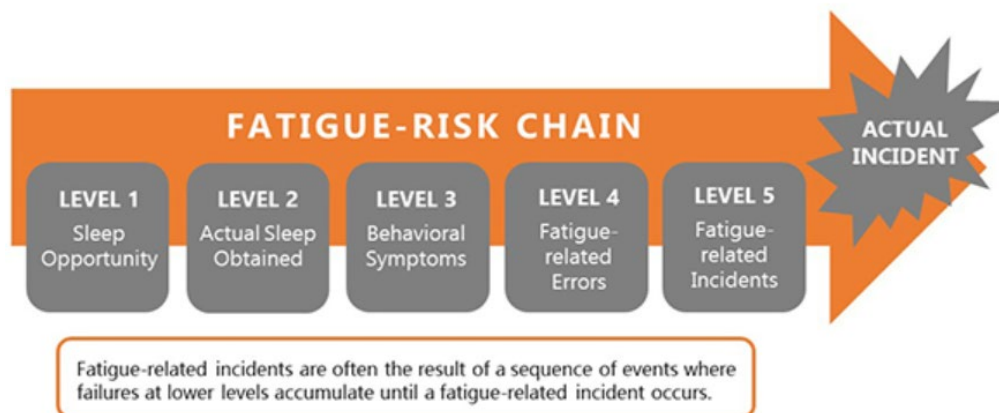 FATIGUE-RISK CHAIN
ACTUAL
INCIDENT
LEVEL 1
Sleep
Opportunity
LEVEL 2
Actual Sleep
Obtained
LEVEL 3
Behavioral
Symptoms
LEVEL 4
Fatigue-
related
Errors
LEVEL 5
Fatigue-
related
Incidents
Fatigue-related incidents are often the result of a sequence of events where
failures at lower levels accumulate until a fatigue-related incident occurs.